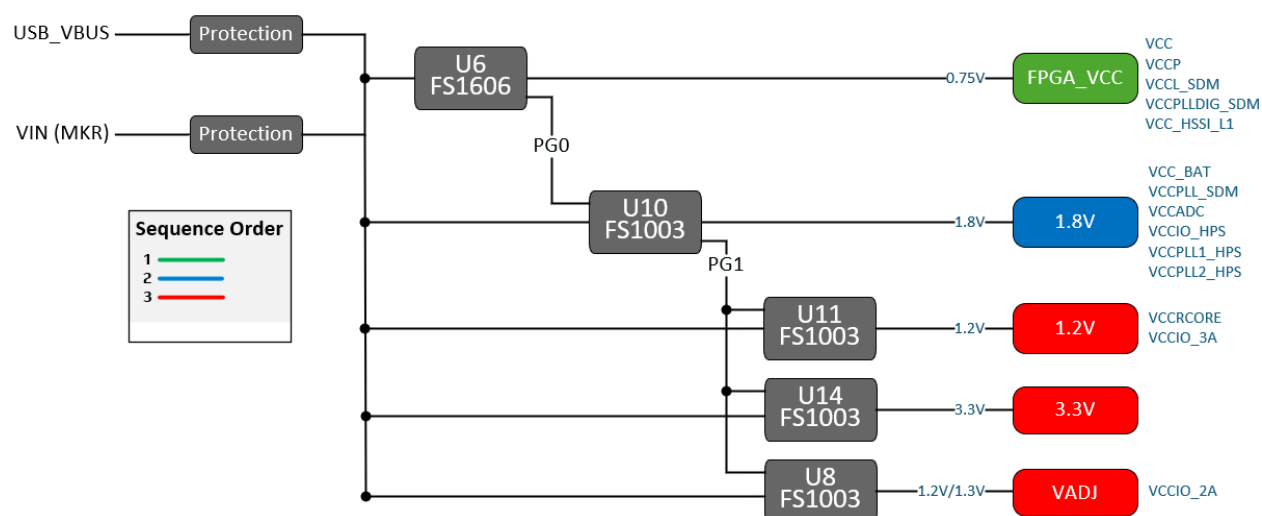 USB_VBUS
Protection
VIN (MKR)
Protection
U6
FS1606
PG0
0.75V
FPGA_VCC
VCC
VCCP
VCCL_SDM
VCCPLLDIG_SDM
VCC_HSSI_L1
U10
FS1003
PG1
1.8V
1.8V
VCC_BAT
VCCPLL_SDM
VCCADC
VCCIO_HPS
VCCPLL1_HPS
VCCPLL2_HPS
Sequence Order
1
2
3
U11
FS1003
1.2V
1.2V
VCCRCORE
VCCIO_3A
U14
FS1003
3.3V
3.3V
U8
FS1003
1.2V/1.3V
VADJ
VCCIO_2A